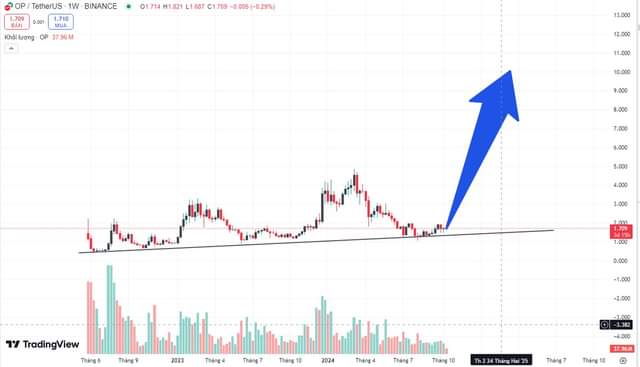 OP / TetherUS · 1W · BINANCE O1.714 H1.821 L1.687 C1.709 −0.005 (−0.29%)
1.709 0.001 1.710
BÁN MUA
Khối lượng · OP 37.96 M
13.000
12.000
11.000
10.000
9.000
8.000
7.000
6.000
5.000
4.000
3.000
2.000
1.709
3d 15h
1.000
0.000
−1.000
−2.000
−3.382
−4.000
37.96 M
TradingView
Tháng 6 Tháng 9 2023 Tháng 4 Tháng 7 Tháng 10 2024 Tháng 4 Tháng 7 Tháng 10 Th 2 24 Tháng Hai '25 Tháng 7 Tháng 10